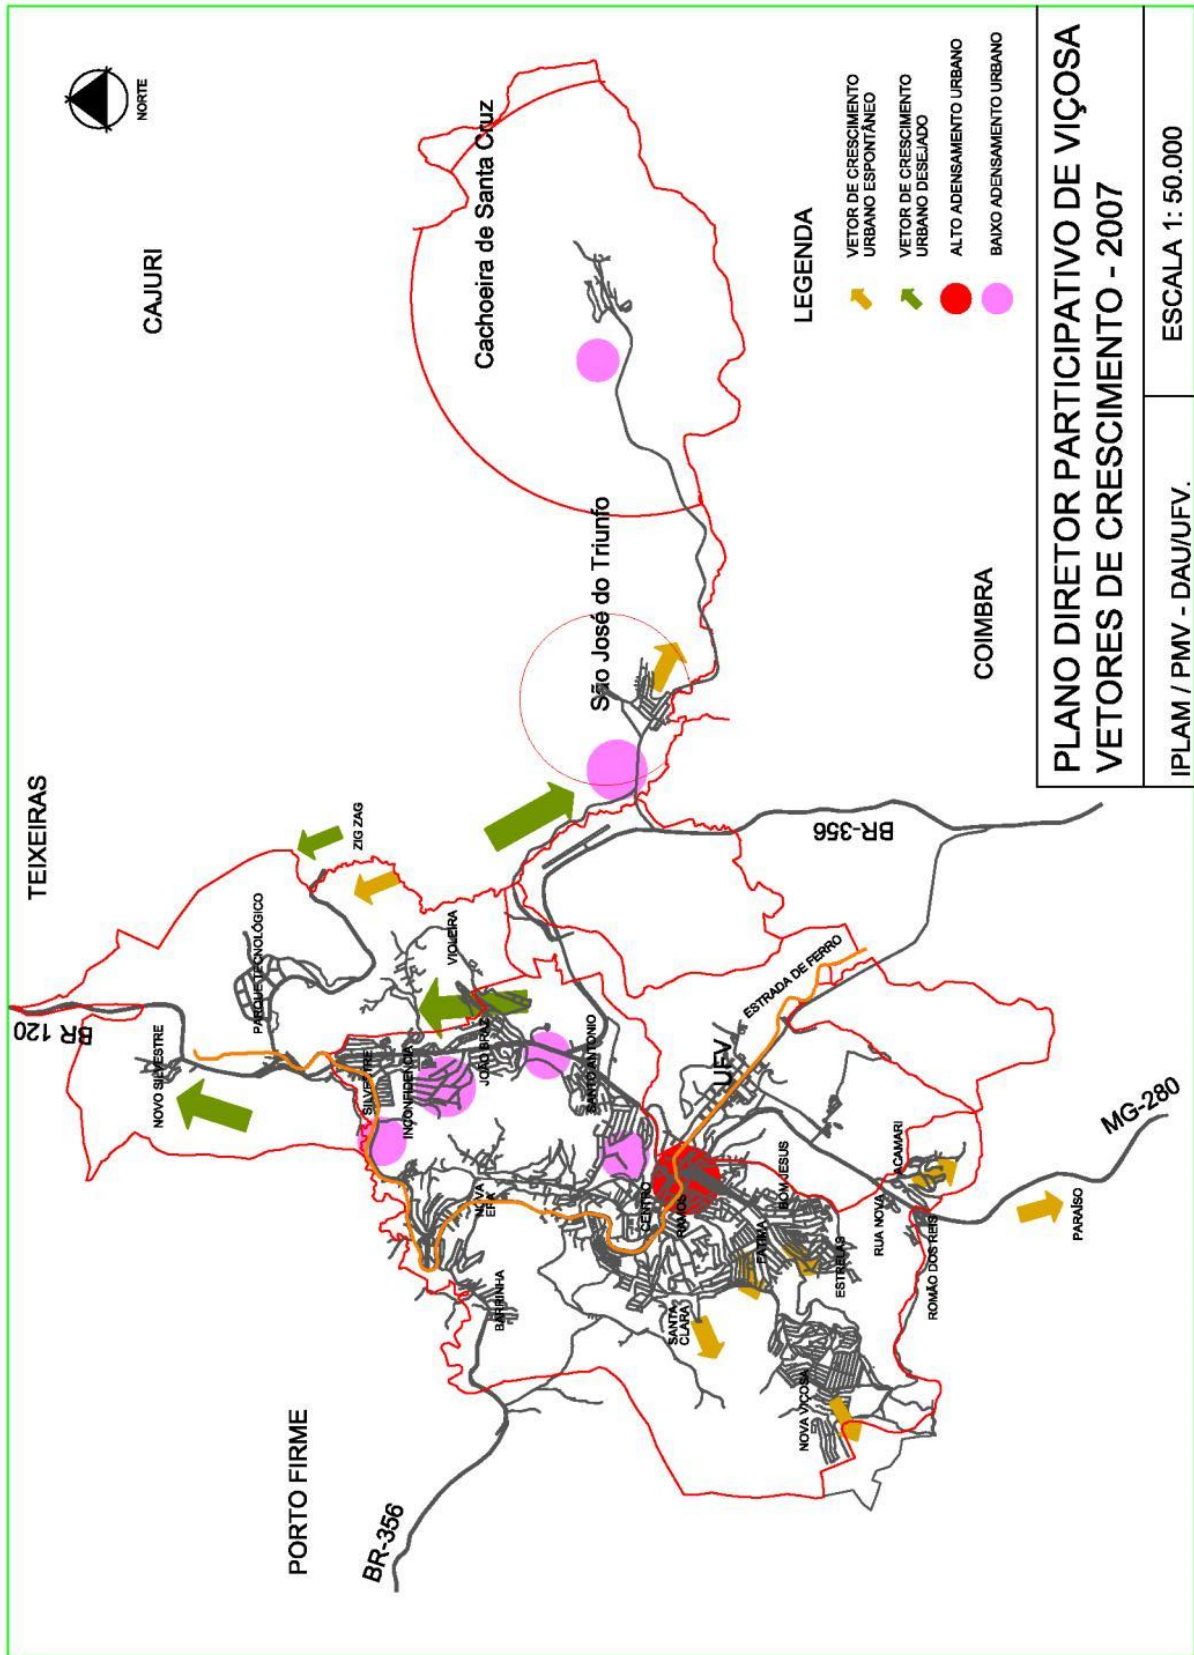 NORTE
CAJURI
Cachoeira de Santa Cruz
TEIXEIRAS
BR 120
NOVO SILVESTRE
PARQUE TECNOLÓGICO
ZIG ZAG
VIOLEIRA
SILVESTRE
INCONFIDENCIA
JOÃO BRAZ
SANTO ANTONIO
São José do Triunfo
NOVA
ERA
BARRINHA
PORTO FIRME
BR-356
CENTRO
RAMOS
SANTA
CLARA
FATIMA
BOM JESUS
ESTRELAS
NOVA VIÇOSA
UFV
ESTRADA DE FERRO
BR-356
RUA NOVA
ACAMARI
ROMÃO DOS REIS
PARAÍSO
MG-280
COIMBRA
LEGENDA
VETOR DE CRESCIMENTO
URBANO ESPONTÂNEO
VETOR DE CRESCIMENTO
URBANO DESEJADO
ALTO ADENSAMENTO URBANO
BAIXO ADENSAMENTO URBANO
PLANO DIRETOR PARTICIPATIVO DE VIÇOSA
VETORES DE CRESCIMENTO - 2007
IPLAM / PMV - DAU/UFV.
ESCALA 1: 50.000